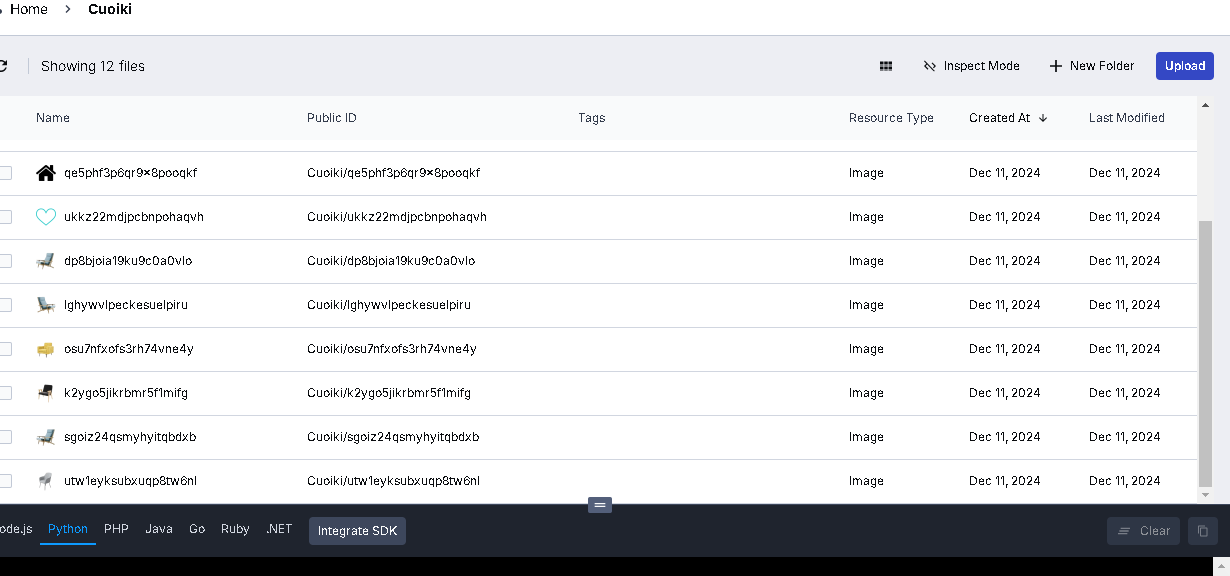 Home > Cuoiki
Showing 12 files Inspect Mode New Folder Upload
Name Public ID Tags Resource Type Created At Last Modified
qe5phf3p6qr9x8pooqkf Cuoiki/qe5phf3p6qr9x8pooqkf Image Dec 11, 2024 Dec 11, 2024
ukkz22mdjpcbnpohaqvh Cuoiki/ukkz22mdjpcbnpohaqvh Image Dec 11, 2024 Dec 11, 2024
dp8bjoia19ku9c0a0vlo Cuoiki/dp8bjoia19ku9c0a0vlo Image Dec 11, 2024 Dec 11, 2024
lghywvlpeckesuelpiru Cuoiki/lghywvlpeckesuelpiru Image Dec 11, 2024 Dec 11, 2024
osu7nfxofs3rh74vne4y Cuoiki/osu7nfxofs3rh74vne4y Image Dec 11, 2024 Dec 11, 2024
k2ygo5jikrbmr5f1mifg Cuoiki/k2ygo5jikrbmr5f1mifg Image Dec 11, 2024 Dec 11, 2024
sgoiz24qsmyhyitqbdxb Cuoiki/sgoiz24qsmyhyitqbdxb Image Dec 11, 2024 Dec 11, 2024
utw1eyksubxuqp8tw6nl Cuoiki/utw1eyksubxuqp8tw6nl Image Dec 11, 2024 Dec 11, 2024
ode.js Python PHP Java Go Ruby .NET Integrate SDK Clear